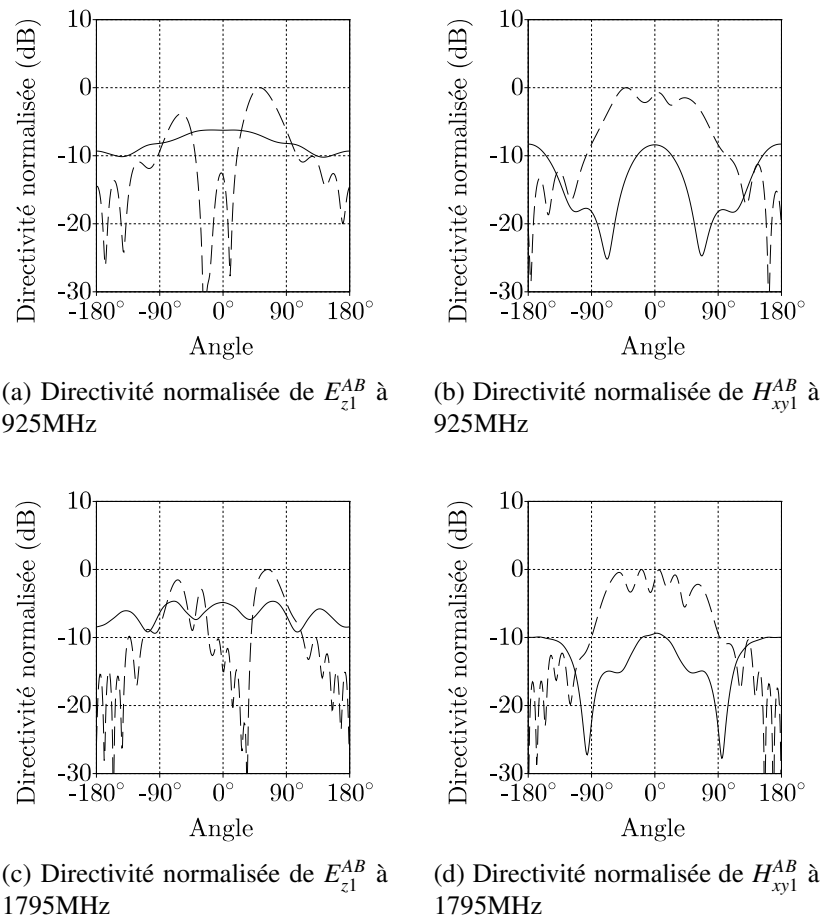 10
0
-10
-20
-30
-180° -90° 0° 90° 180°
Angle
Directivité normalisée (dB)
(a) Directivité normalisée de E_{z1}^{AB} à
925MHz
10
0
-10
-20
-30
-180° -90° 0° 90° 180°
Angle
Directivité normalisée (dB)
(b) Directivité normalisée de H_{xy1}^{AB} à
925MHz
10
0
-10
-20
-30
-180° -90° 0° 90° 180°
Angle
Directivité normalisée (dB)
(c) Directivité normalisée de E_{z1}^{AB} à
1795MHz
10
0
-10
-20
-30
-180° -90° 0° 90° 180°
Angle
Directivité normalisée (dB)
(d) Directivité normalisée de H_{xy1}^{AB} à
1795MHz